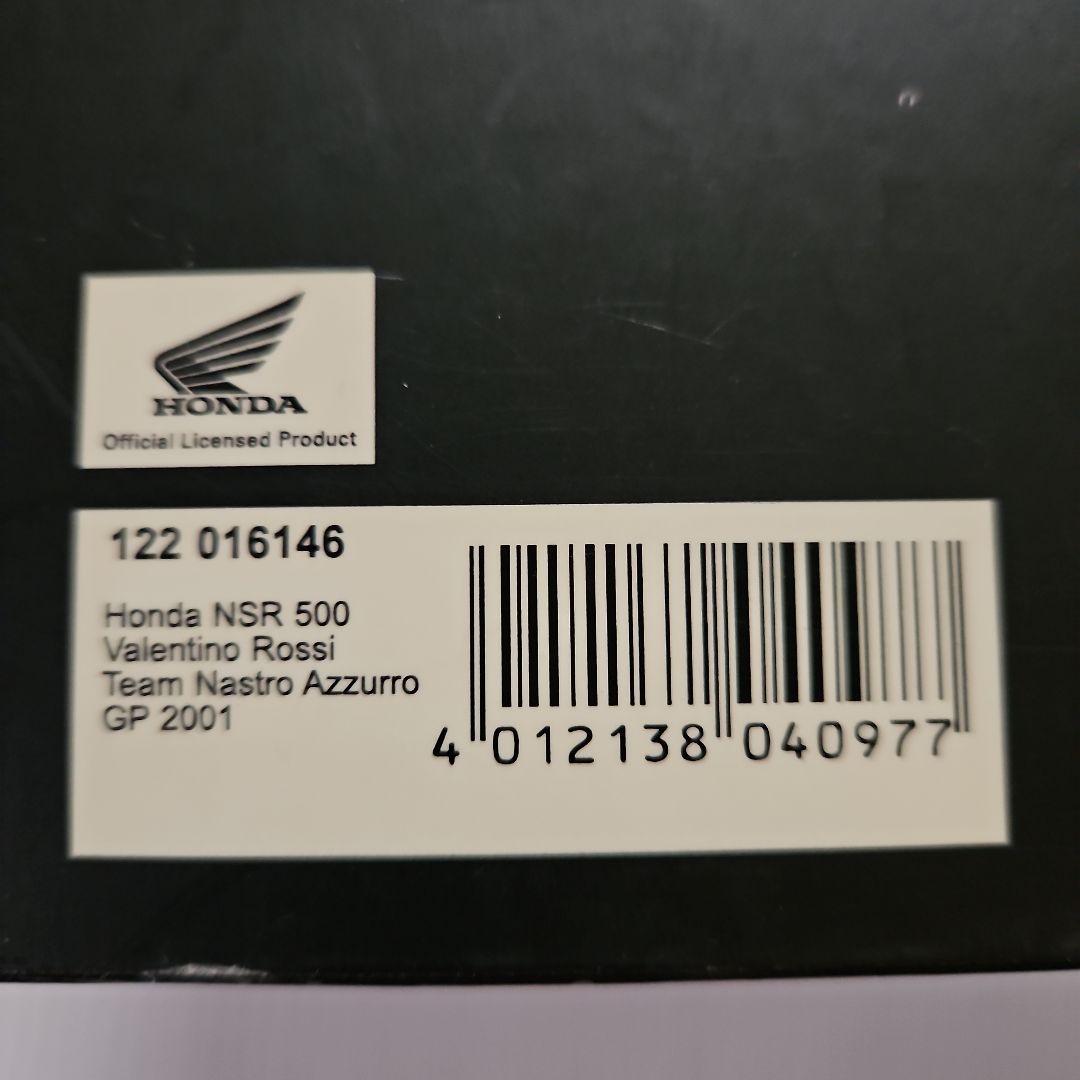 HONDA
Official Licensed Product
122 016146
Honda NSR 500
Valentino Rossi
Team Nastro Azzurro
GP 2001
4 012138 040977